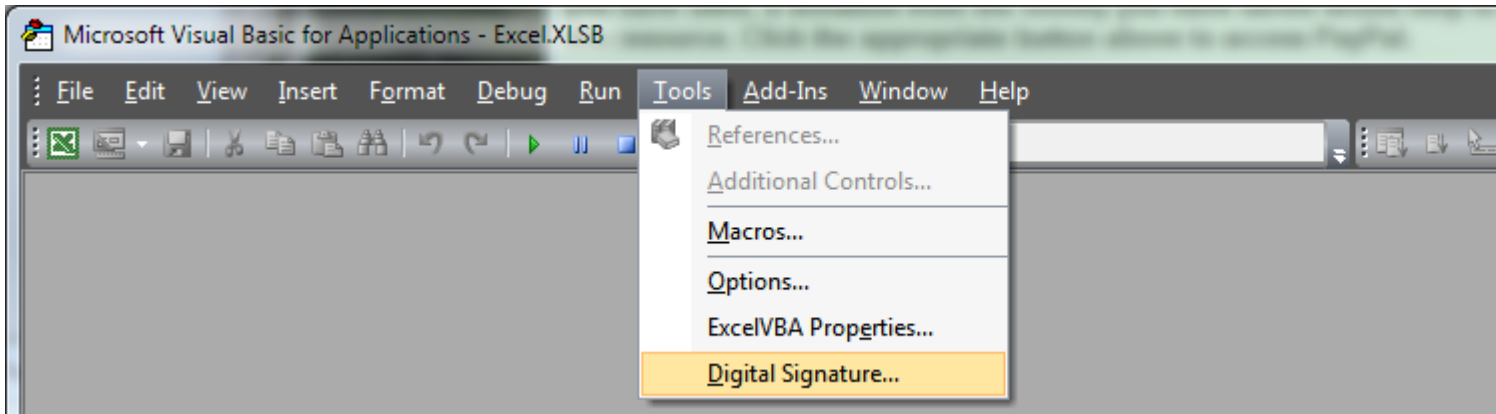 Microsoft Visual Basic for Applications - Excel.XLSB
File Edit View Insert Format Debug Run Tools Add-Ins Window Help
References...
Additional Controls...
Macros...
Options...
ExcelVBA Properties...
Digital Signature...